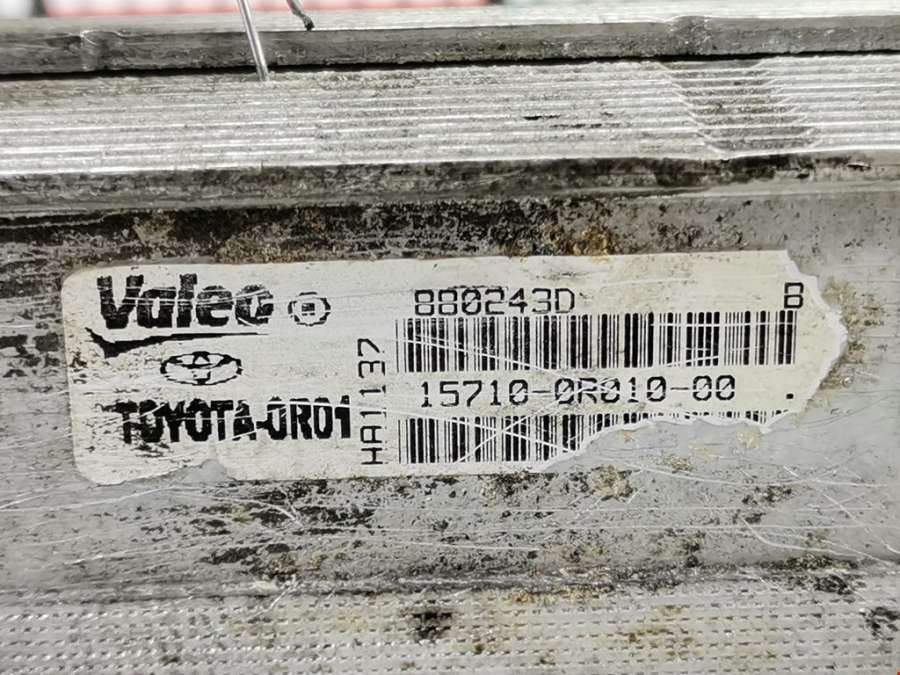 Valeo
880243D B
15710-0R010-00 .
TOYOTA-0R01
HA1137